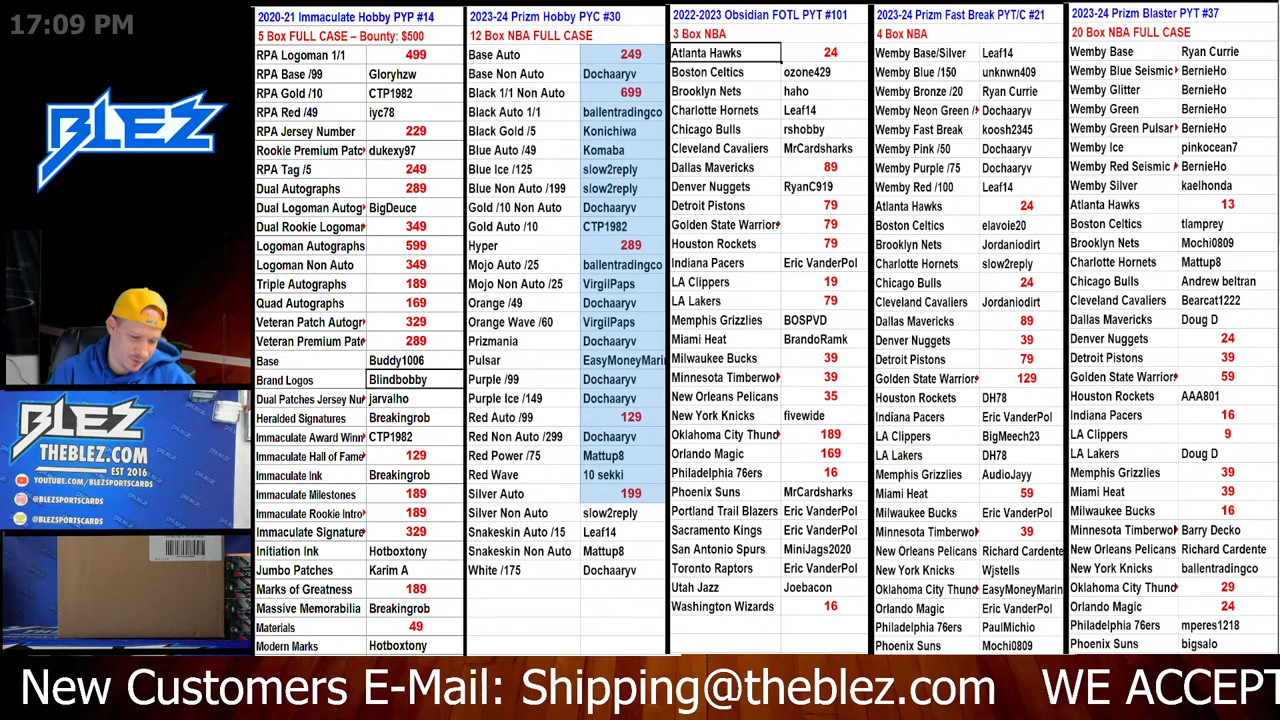 17:09 PM
BLEZ
BLEZ
THEBLEZ.COM
EST 2016
YOUTUBE.COM/BLEZSPORTSCARDS
@BLEZSPORTSCARDS
@BLEZSPORTSCARDS
2020-21 Immaculate Hobby PYP #14
5 Box FULL CASE – Bounty: $500
RPA Logoman 1/1 499
RPA Base /99 Gloryhzw
RPA Gold /10 CTP1982
RPA Red /49 iyc78
RPA Jersey Number 229
Rookie Premium Patc dukexy97
RPA Tag /5 249
Dual Autographs 289
Dual Logoman Autog BigDeuce
Dual Rookie Logoma 349
Logoman Autographs 599
Logoman Non Auto 349
Triple Autographs 189
Quad Autographs 169
Veteran Patch Autogr 329
Veteran Premium Pat 289
Base Buddy1006
Brand Logos Blindbobby
Dual Patches Jersey Nu jarvalho
Heralded Signatures Breakingrob
Immaculate Award Winn CTP1982
Immaculate Hall of Fame 129
Immaculate Ink Breakingrob
Immaculate Milestones 189
Immaculate Rookie Intro 189
Immaculate Signature 329
Initiation Ink Hotboxtony
Jumbo Patches Karim A
Marks of Greatness 189
Massive Memorabilia Breakingrob
Materials 49
Modern Marks Hotboxtony
2023-24 Prizm Hobby PYC #30
12 Box NBA FULL CASE
Base Auto 249
Base Non Auto Dochaaryv
Black 1/1 Non Auto 699
Black Auto 1/1 ballentradingco
Black Gold /5 Konichiwa
Blue Auto /49 Komaba
Blue Ice /125 slow2reply
Blue Non Auto /199 slow2reply
Gold /10 Non Auto Dochaaryv
Gold Auto /10 CTP1982
Hyper 289
Mojo Auto /25 ballentradingco
Mojo Non Auto /25 VirgilPaps
Orange /49 Dochaaryv
Orange Wave /60 VirgilPaps
Prizmania Dochaaryv
Pulsar EasyMoneyMarin
Purple /99 Dochaaryv
Purple Ice /149 Dochaaryv
Red Auto /99 129
Red Non Auto /299 Dochaaryv
Red Power /75 Mattup8
Red Wave 10 sekki
Silver Auto 199
Silver Non Auto slow2reply
Snakeskin Auto /15 Leaf14
Snakeskin Non Auto Mattup8
White /175 Dochaaryv
2022-2023 Obsidian FOTL PYT #101
3 Box NBA
Atlanta Hawks 24
Boston Celtics ozone429
Brooklyn Nets haho
Charlotte Hornets Leaf14
Chicago Bulls rshobby
Cleveland Cavaliers MrCardsharks
Dallas Mavericks 89
Denver Nuggets RyanC919
Detroit Pistons 79
Golden State Warriors 79
Houston Rockets 79
Indiana Pacers Eric VanderPol
LA Clippers 19
LA Lakers 79
Memphis Grizzlies BOSPVD
Miami Heat BrandoRamk
Milwaukee Bucks 39
Minnesota Timberwo 39
New Orleans Pelicans 35
New York Knicks fivewide
Oklahoma City Thund 189
Orlando Magic 169
Philadelphia 76ers 16
Phoenix Suns MrCardsharks
Portland Trail Blazers Eric VanderPol
Sacramento Kings Eric VanderPol
San Antonio Spurs MiniJags2020
Toronto Raptors Eric VanderPol
Utah Jazz Joebacon
Washington Wizards 16
2023-24 Prizm Fast Break PYT/C #21
4 Box NBA
Wemby Base/Silver Leaf14
Wemby Blue /150 unknwn409
Wemby Bronze /20 Ryan Currie
Wemby Neon Green / Dochaaryv
Wemby Fast Break koosh2345
Wemby Pink /50 Dochaaryv
Wemby Purple /75 Dochaaryv
Wemby Red /100 Leaf14
Atlanta Hawks 24
Boston Celtics elavoie20
Brooklyn Nets Jordaniodirt
Charlotte Hornets slow2reply
Chicago Bulls 24
Cleveland Cavaliers Jordaniodirt
Dallas Mavericks 89
Denver Nuggets 39
Detroit Pistons 79
Golden State Warrior 129
Houston Rockets DH78
Indiana Pacers Eric VanderPol
LA Clippers BigMeech23
LA Lakers DH78
Memphis Grizzlies AudioJayy
Miami Heat 59
Milwaukee Bucks Eric VanderPol
Minnesota Timberwo 39
New Orleans Pelicans Richard Cardente
New York Knicks Wjstells
Oklahoma City Thund EasyMoneyMarin
Orlando Magic Eric VanderPol
Philadelphia 76ers PaulMichio
Phoenix Suns Mochi0809
2023-24 Prizm Blaster PYT #37
20 Box NBA FULL CASE
Wemby Base Ryan Currie
Wemby Blue Seismic BernieHo
Wemby Glitter BernieHo
Wemby Green BernieHo
Wemby Green Pulsar BernieHo
Wemby Ice pinkocean7
Wemby Red Seismic BernieHo
Wemby Silver kaelhonda
Atlanta Hawks 13
Boston Celtics tlamprey
Brooklyn Nets Mochi0809
Charlotte Hornets Mattup8
Chicago Bulls Andrew beltran
Cleveland Cavaliers Bearcat1222
Dallas Mavericks Doug D
Denver Nuggets 24
Detroit Pistons 39
Golden State Warrior 59
Houston Rockets AAA801
Indiana Pacers 16
LA Clippers 9
LA Lakers Doug D
Memphis Grizzlies 39
Miami Heat 39
Milwaukee Bucks 16
Minnesota Timberwo Barry Decko
New Orleans Pelicans Richard Cardente
New York Knicks ballentradingco
Oklahoma City Thund 29
Orlando Magic 24
Philadelphia 76ers mperes1218
Phoenix Suns bigsalo
New Customers E-Mail: Shipping@theblez.com WE ACCEPT